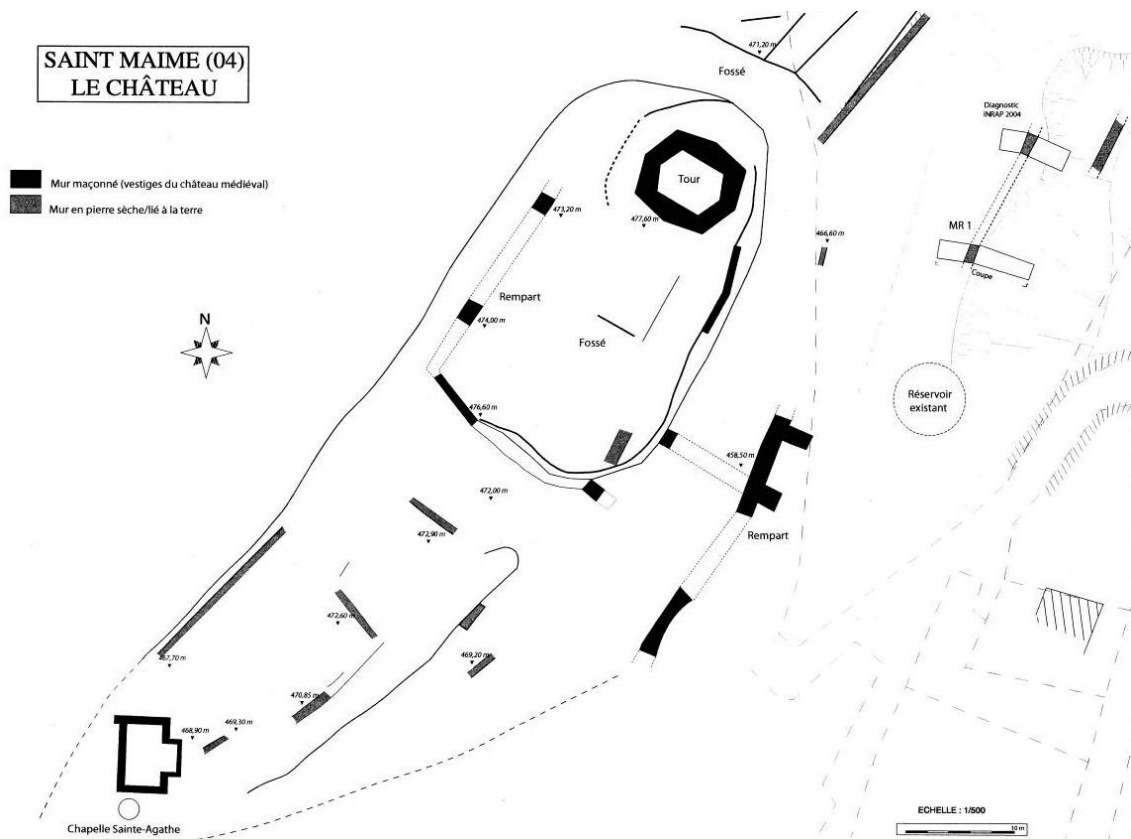 SAINT MAIME (04)
LE CHÂTEAU
Mur maçonné (vestiges du château médiéval)
Mur en pierre sèche/lié à la terre
N
471,20 m
Fossé
Diagnostic
INRAP 2004
Tour
473,20 m
477,60 m
466,60 m
MR 1
Coupe
Rempart
474,00 m
Fossé
Réservoir
existant
476,60 m
458,50 m
472,00 m
472,90 m
Rempart
472,60 m
467,70 m
469,20 m
470,85 m
468,90 m
469,30 m
Chapelle Sainte-Agathe
ECHELLE : 1/500
10 m